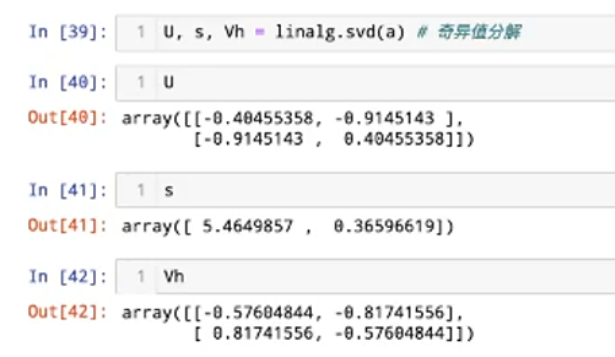 In [39]: 1 U, s, Vh = linalg.svd(a) # 奇异值分解
In [40]: 1 U
Out[40]: array([[-0.40455358, -0.9145143 ],
[-0.9145143 , 0.40455358]])
In [41]: 1 s
Out[41]: array([ 5.4649857 , 0.36596619])
In [42]: 1 Vh
Out[42]: array([[-0.57604844, -0.81741556],
[ 0.81741556, -0.57604844]])